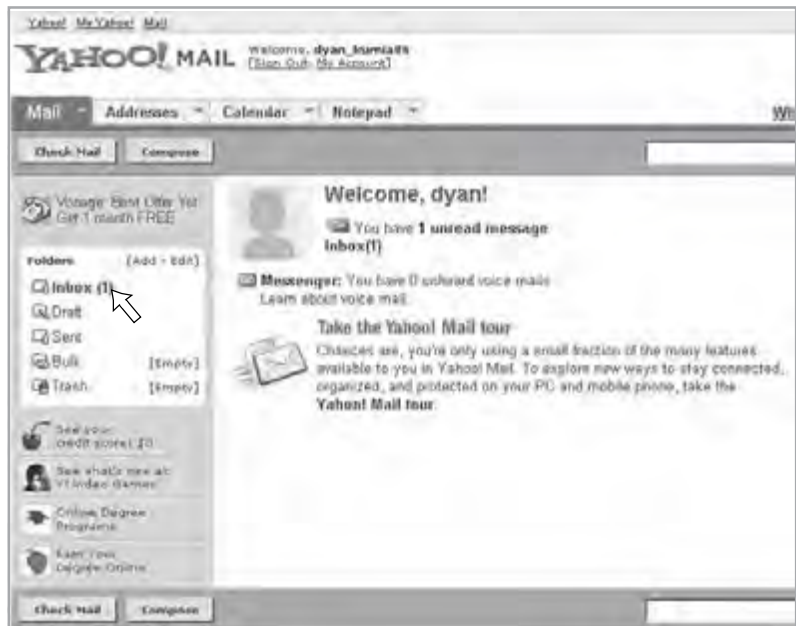 Yahoo! My Yahoo! Mail
YAHOO! MAIL
Welcome, dyan_kurnia86
[Sign Out, My Account]
Mail Addresses Calendar Notepad
Check Mail Compose
Vonage: Best Offer Yet
Get 1 month FREE
Folders [Add - Edit]
Inbox (1)
Draft
Sent
Bulk [Empty]
Trash [Empty]
See your
credit score: $0
See what's new at
Y! Video Games
Online Degree
Programs
Earn Your
Degree Online
Welcome, dyan!
You have 1 unread message
Inbox(1)
Messenger: You have 0 unheard voice mails
Learn about voice mail
Take the Yahoo! Mail tour
Chances are, you're only using a small fraction of the many features
available to you in Yahoo! Mail. To explore new ways to stay connected,
organized, and protected on your PC and mobile phone, take the
Yahoo! Mail tour
Check Mail Compose